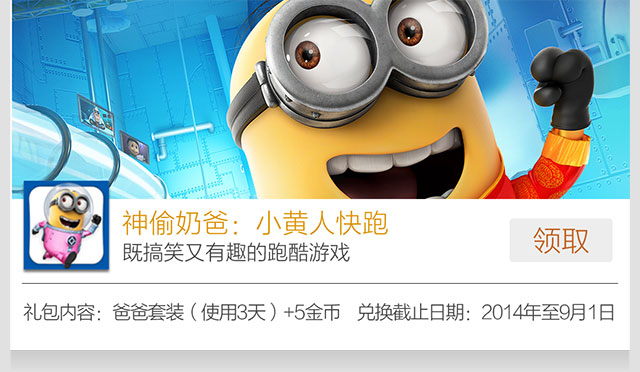 神偷奶爸：小黄人快跑
既搞笑又有趣的跑酷游戏
领取
礼包内容：爸爸套装（使用3天）+5金币 兑换截止日期：2014年至9月1日